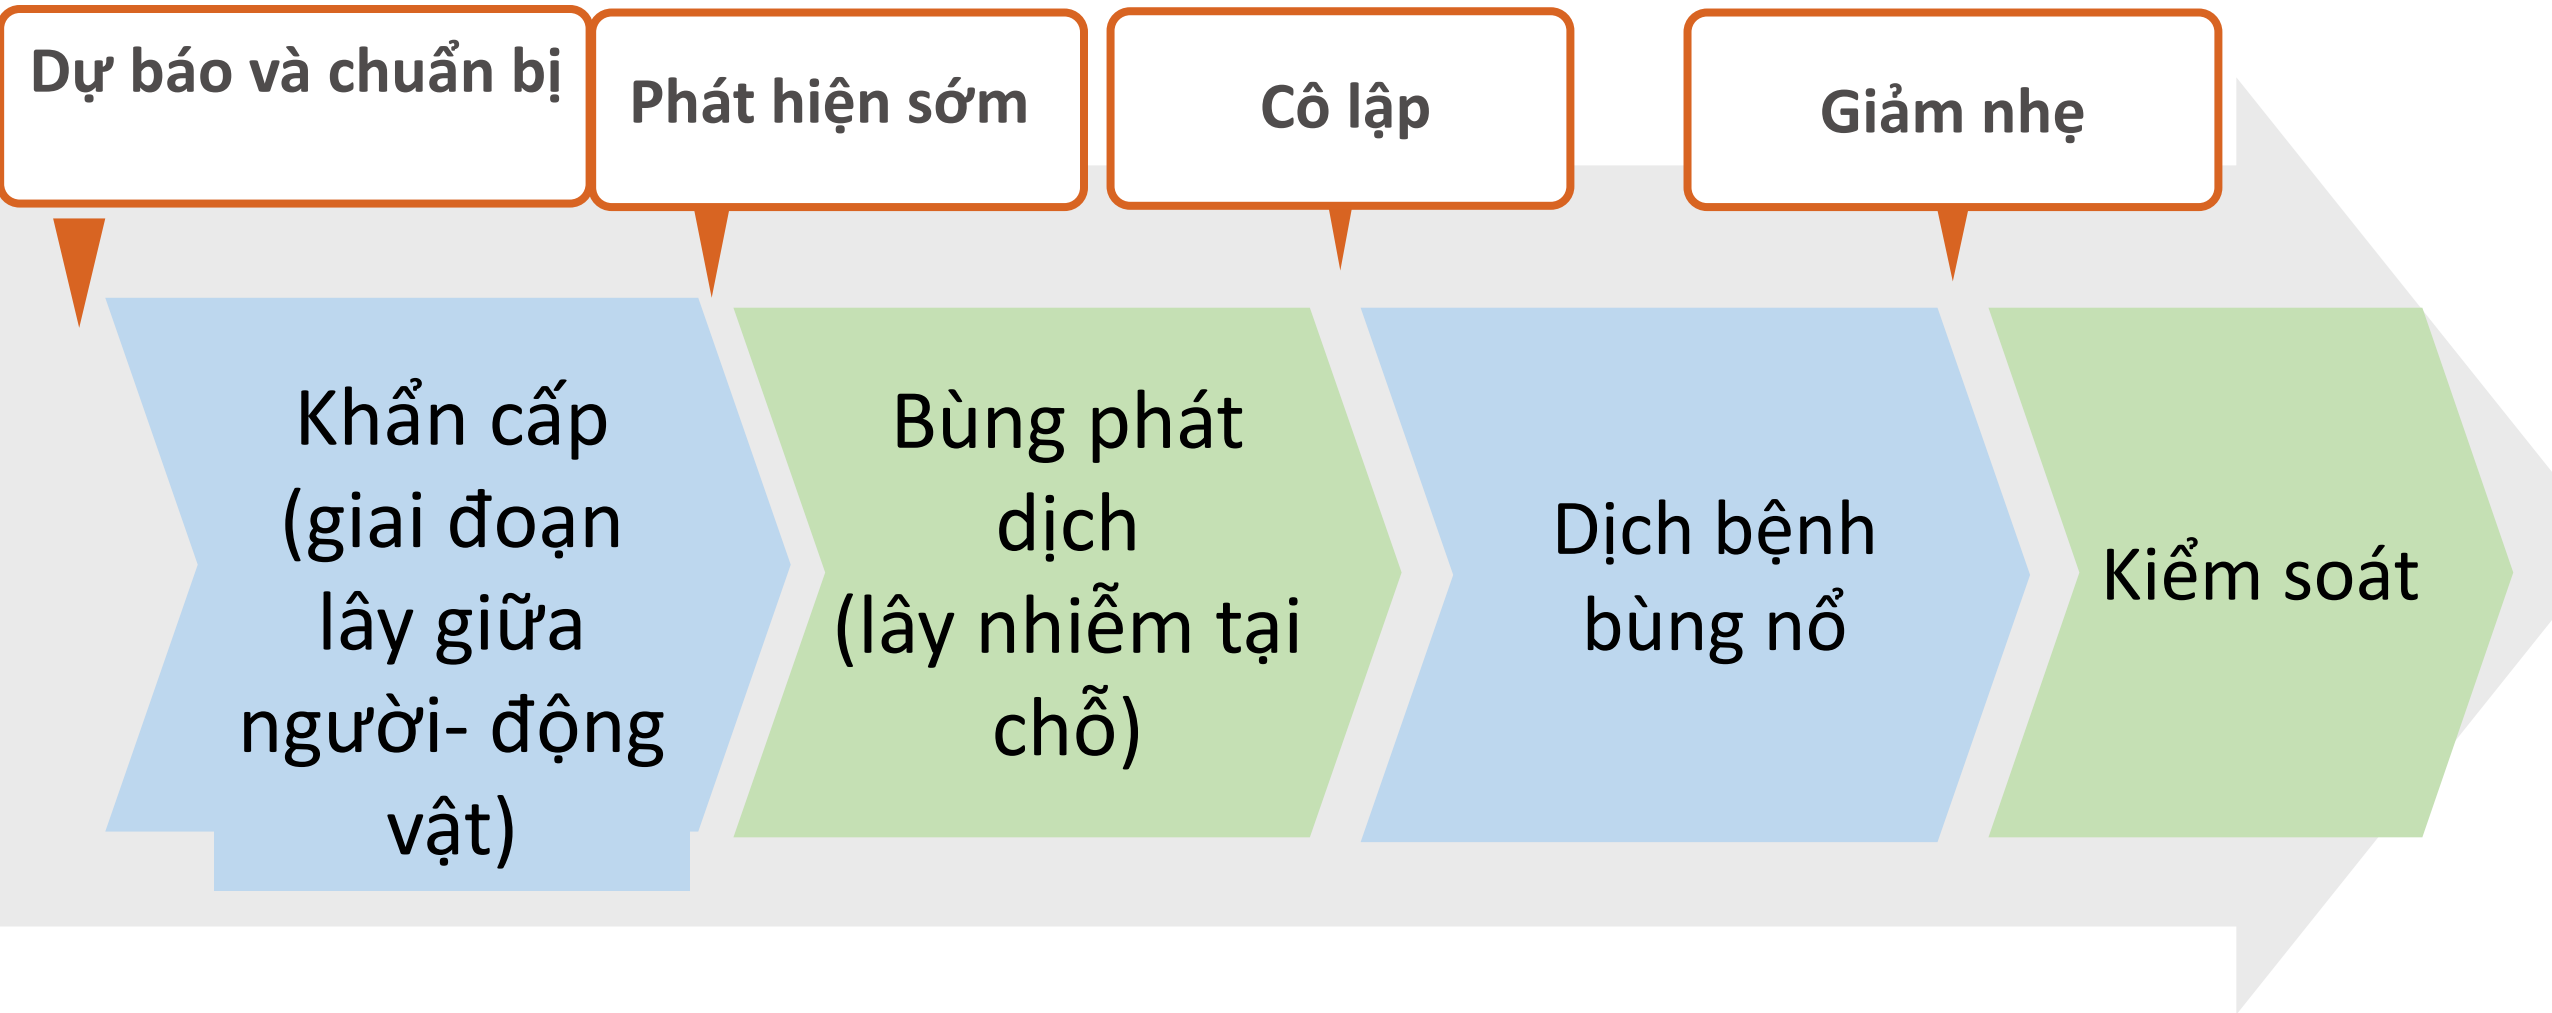 Dự báo và chuẩn bị
Phát hiện sớm
Cô lập
Giảm nhẹ
Khẩn cấp
(giai đoạn
lây giữa
người- động
vật)
Bùng phát
dịch
(lây nhiễm tại
chỗ)
Dịch bệnh
bùng nổ
Kiểm soát